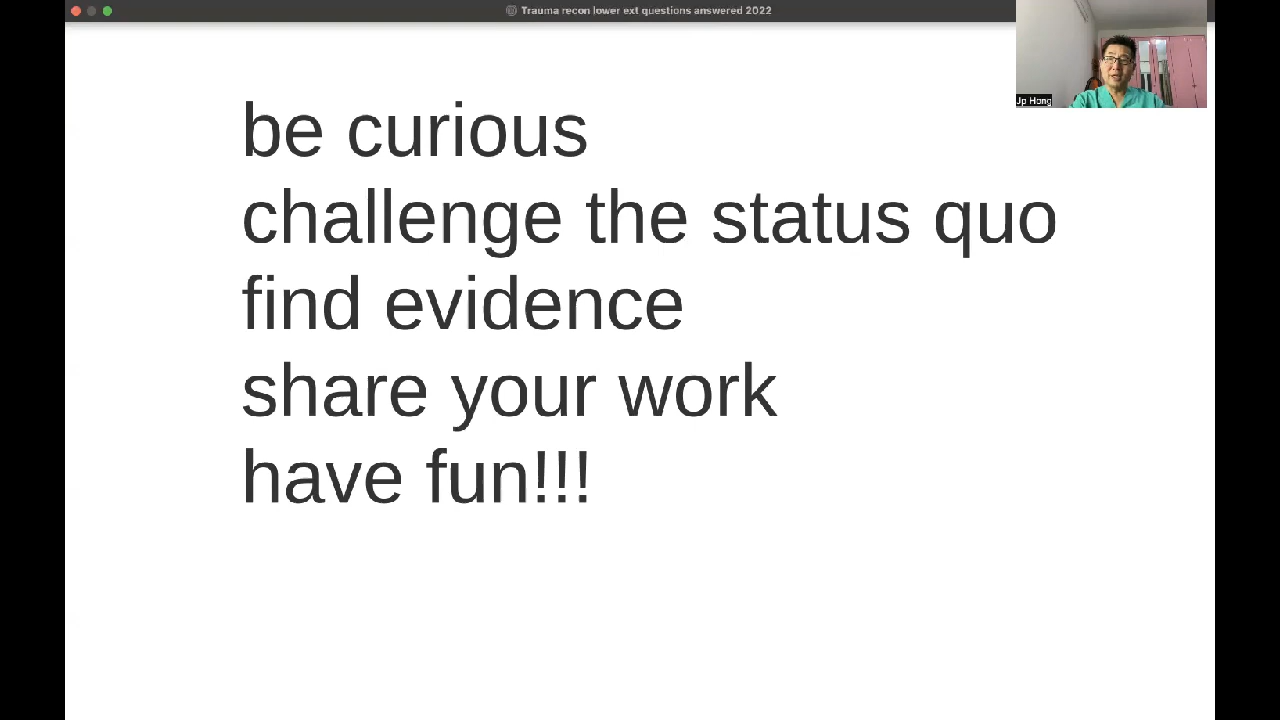 Trauma recon lower ext questions answered 2022
Jp Hong
be curious
challenge the status quo
find evidence
share your work
have fun!!!